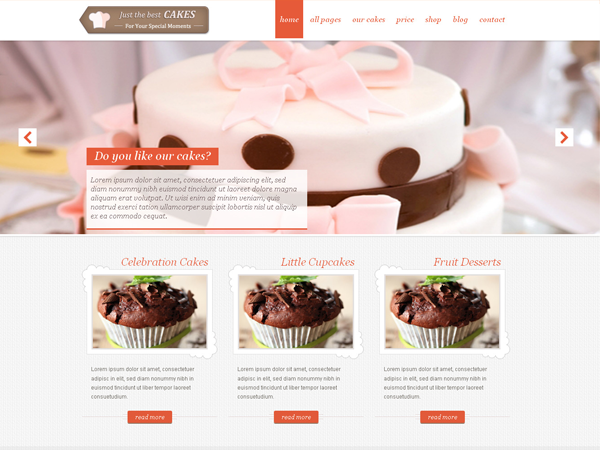 Just the best CAKES
For Your Special Moments
home all pages our cakes price shop blog contact
Do you like our cakes?
Lorem ipsum dolor sit amet, consectetuer adipiscing elit, sed
diam nonummy nibh euismod tincidunt ut laoreet dolore magna
aliquam erat volutpat. Ut wisi enim ad minim veniam, quis
nostrud exerci tation ullamcorper suscipit lobortis nisl ut aliquip
ex ea commodo cequat.
Celebration Cakes
Lorem ipsum dolor sit amet, consectetuer
adipisc in elit, sed diam nonummy nibh in
euismod tincidunt ut liber tempor laoreet
consuetudium.
read more
Little Cupcakes
Lorem ipsum dolor sit amet, consectetuer
adipisc in elit, sed diam nonummy nibh in
euismod tincidunt ut liber tempor laoreet
consuetudium.
read more
Fruit Desserts
Lorem ipsum dolor sit amet, consectetuer
adipisc in elit, sed diam nonummy nibh in
euismod tincidunt ut liber tempor laoreet
consuetudium.
read more